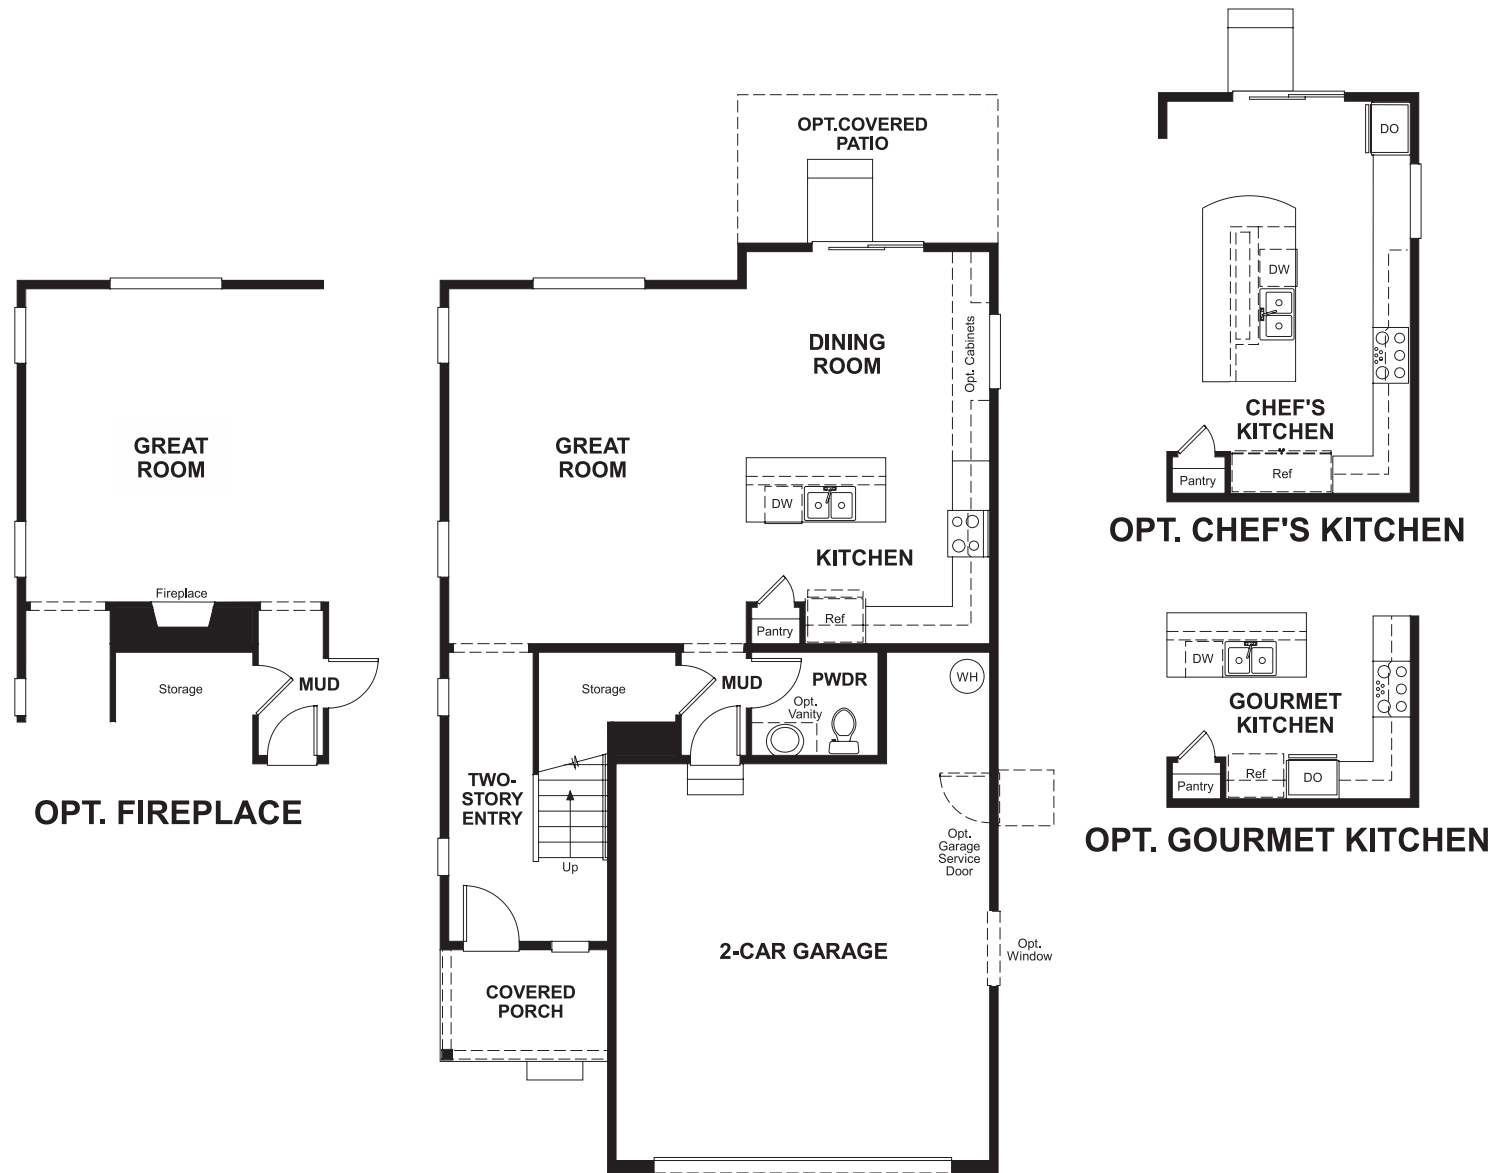 OPT.COVERED
PATIO
DINING
ROOM
Opt. Cabinets
GREAT
ROOM
DW
KITCHEN
Pantry
Ref
Storage
MUD
PWDR
Opt.
Vanity
WH
TWO-
STORY
ENTRY
Up
Opt.
Garage
Service
Door
2-CAR GARAGE
Opt.
Window
COVERED
PORCH
GREAT
ROOM
Fireplace
Storage
MUD
OPT. FIREPLACE
DO
DW
CHEF'S
KITCHEN
Pantry
Ref
OPT. CHEF'S KITCHEN
DW
GOURMET
KITCHEN
Pantry
Ref
DO
OPT. GOURMET KITCHEN